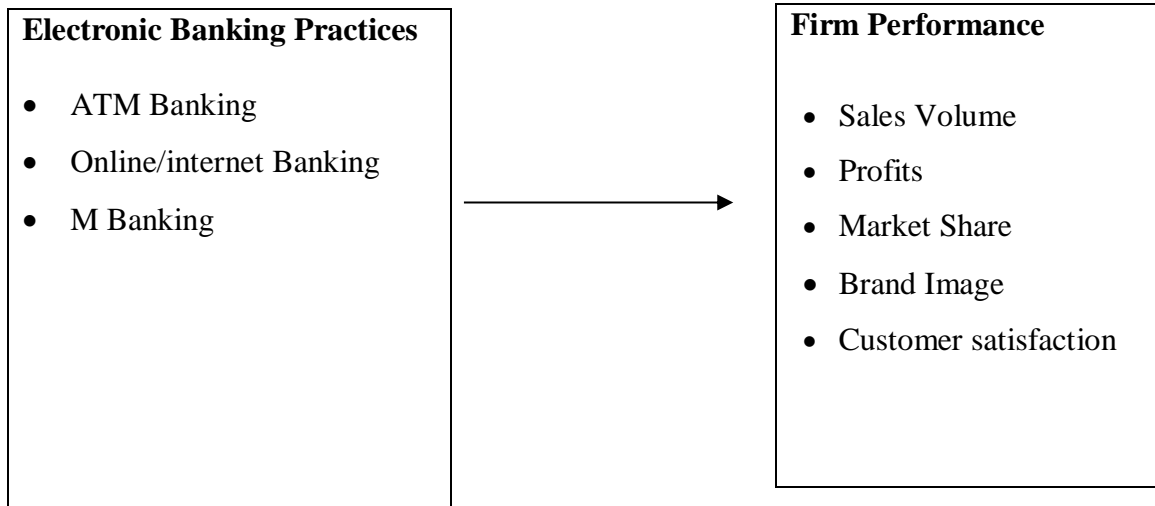 Electronic Banking Practices
• ATM Banking
• Online/internet Banking
• M Banking
Firm Performance
• Sales Volume
• Profits
• Market Share
• Brand Image
• Customer satisfaction